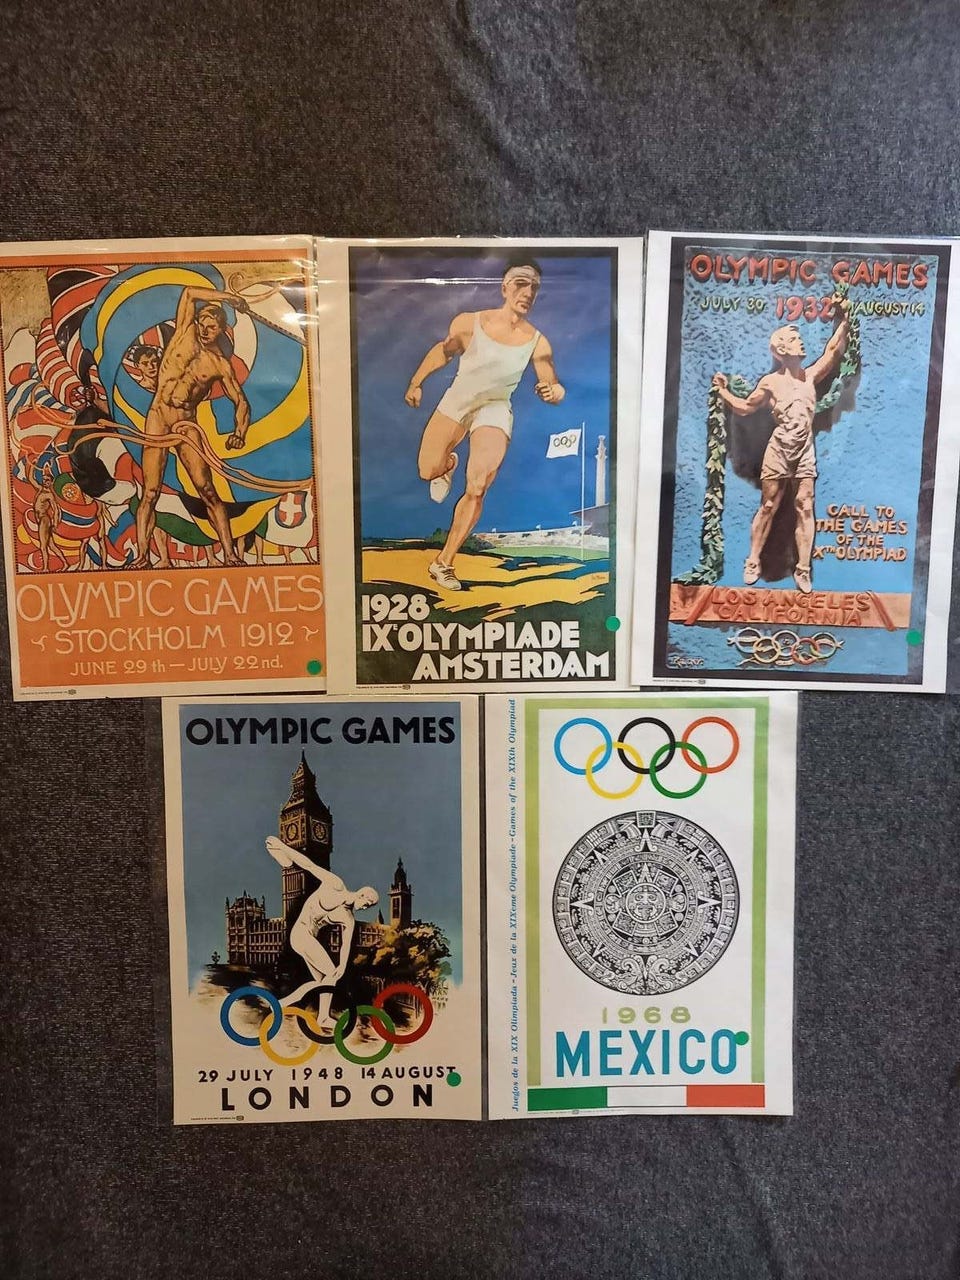 OLYMPIC GAMES
STOCKHOLM 1912
JUNE 29th — JULY 22nd.
1928
IXE OLYMPIADE
AMSTERDAM
OLYMPIC GAMES
JULY 30 1932 AUGUST 14
CALL TO
THE GAMES
OF THE
XTH OLYMPIAD
LOS ANGELES
CALIFORNIA
OLYMPIC GAMES
29 JULY 1948 14 AUGUST
LONDON
Juegos de la XIX Olimpiada - Jeux de la XIXeme Olympiade - Games of the XIXth Olympiad
1968
MEXICO